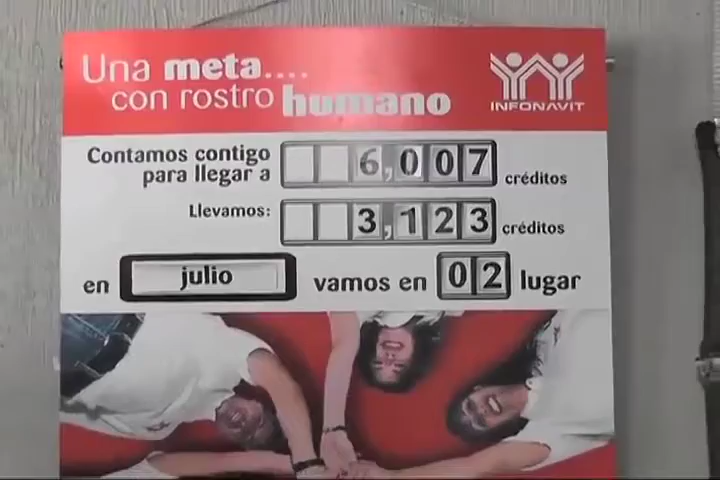 Una meta....
con rostro humano
INFONAVIT
Contamos contigo
para llegar a 6,007 créditos
Llevamos: 3,123 créditos
en julio vamos en 02 lugar